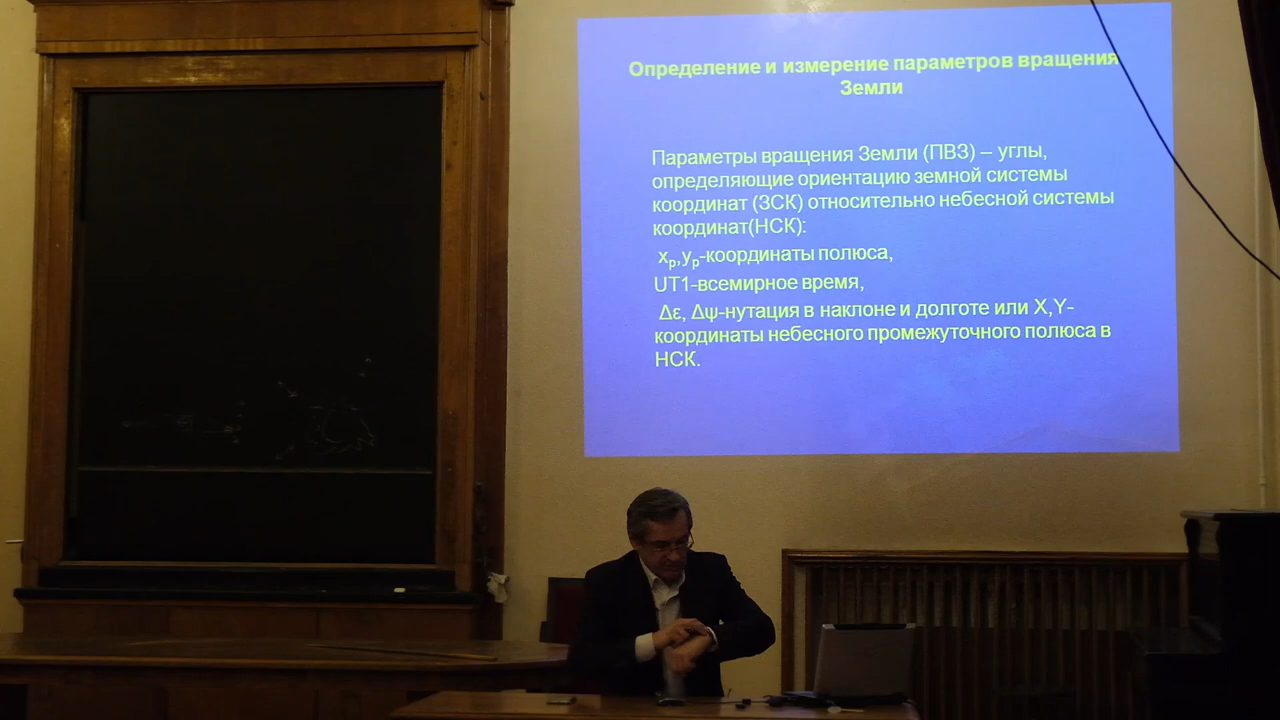 Определение и измерение параметров вращения
Земли
Параметры вращения Земли (ПВЗ) – углы,
определяющие ориентацию земной системы
координат (ЗСК) относительно небесной системы
координат(НСК):
xp,yp-координаты полюса,
UT1-всемирное время,
Δε, Δψ-нутация в наклоне и долготе или X,Y-
координаты небесного промежуточного полюса в
НСК.